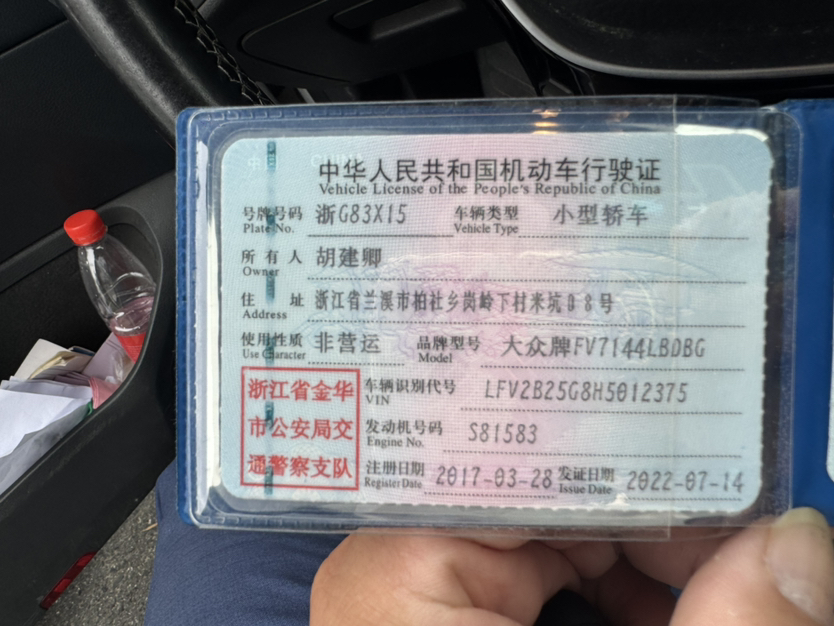 中华人民共和国机动车行驶证
Vehicle License of the People's Republic of China
号牌号码 浙G83X15 车辆类型 小型轿车
Plate No. Vehicle Type
所有人 胡建卿
Owner
住址 浙江省兰溪市柏社乡岗岭下村米坑08号
Address
使用性质 非营运 品牌型号 大众牌FV7144LBDBG
Use Character Model
浙江省金华 车辆识别代号 LFV2B25G8H5012375
VIN
市公安局交 发动机号码 S81583
Engine No.
通警察支队 注册日期 2017-03-28 发证日期 2022-07-14
Register Date Issue Date